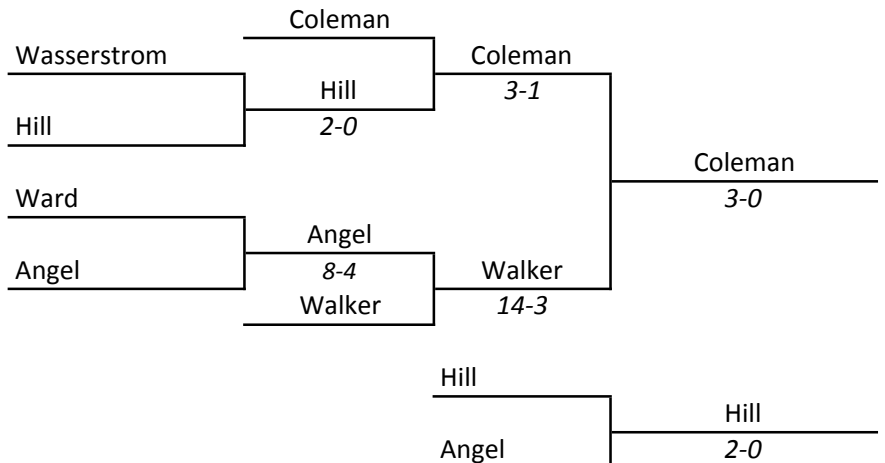 Coleman
Wasserstrom
Coleman
Hill
3-1
Hill
2-0
Coleman
Ward
3-0
Angel
Angel
8-4
Walker
Walker
14-3
Hill
Hill
Angel
2-0